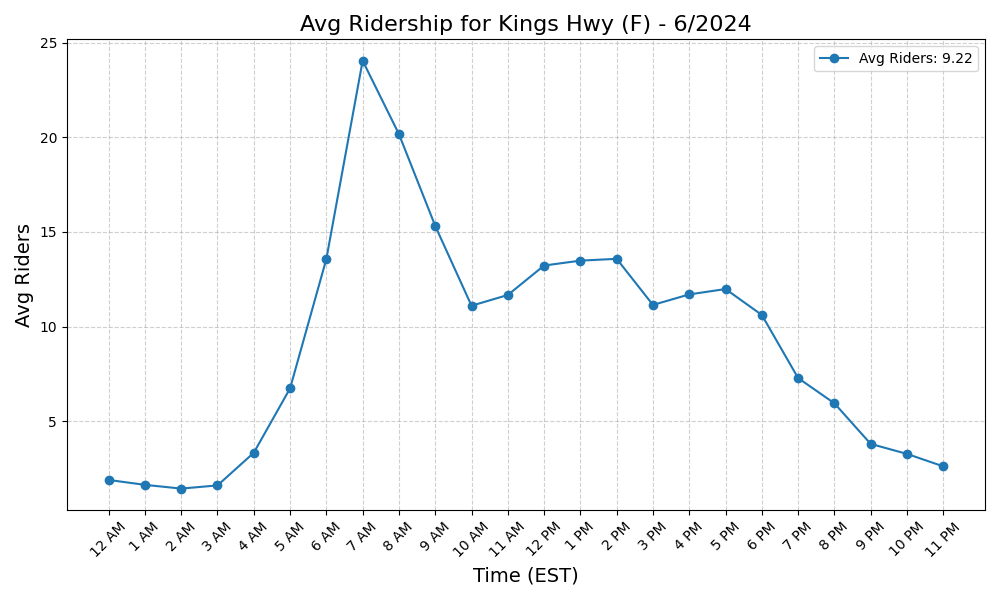 Avg Ridership for Kings Hwy (F) - 6/2024
Avg Riders: 9.22
Avg Riders
25
20
15
10
5
12 AM
1 AM
2 AM
3 AM
4 AM
5 AM
6 AM
7 AM
8 AM
9 AM
10 AM
11 AM
12 PM
1 PM
2 PM
3 PM
4 PM
5 PM
6 PM
7 PM
8 PM
9 PM
10 PM
11 PM
Time (EST)